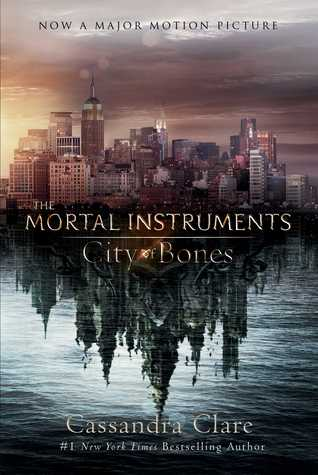 NOW A MAJOR MOTION PICTURE
THE
MORTAL INSTRUMENTS
City of Bones
Cassandra Clare
#1 New York Times Bestselling Author